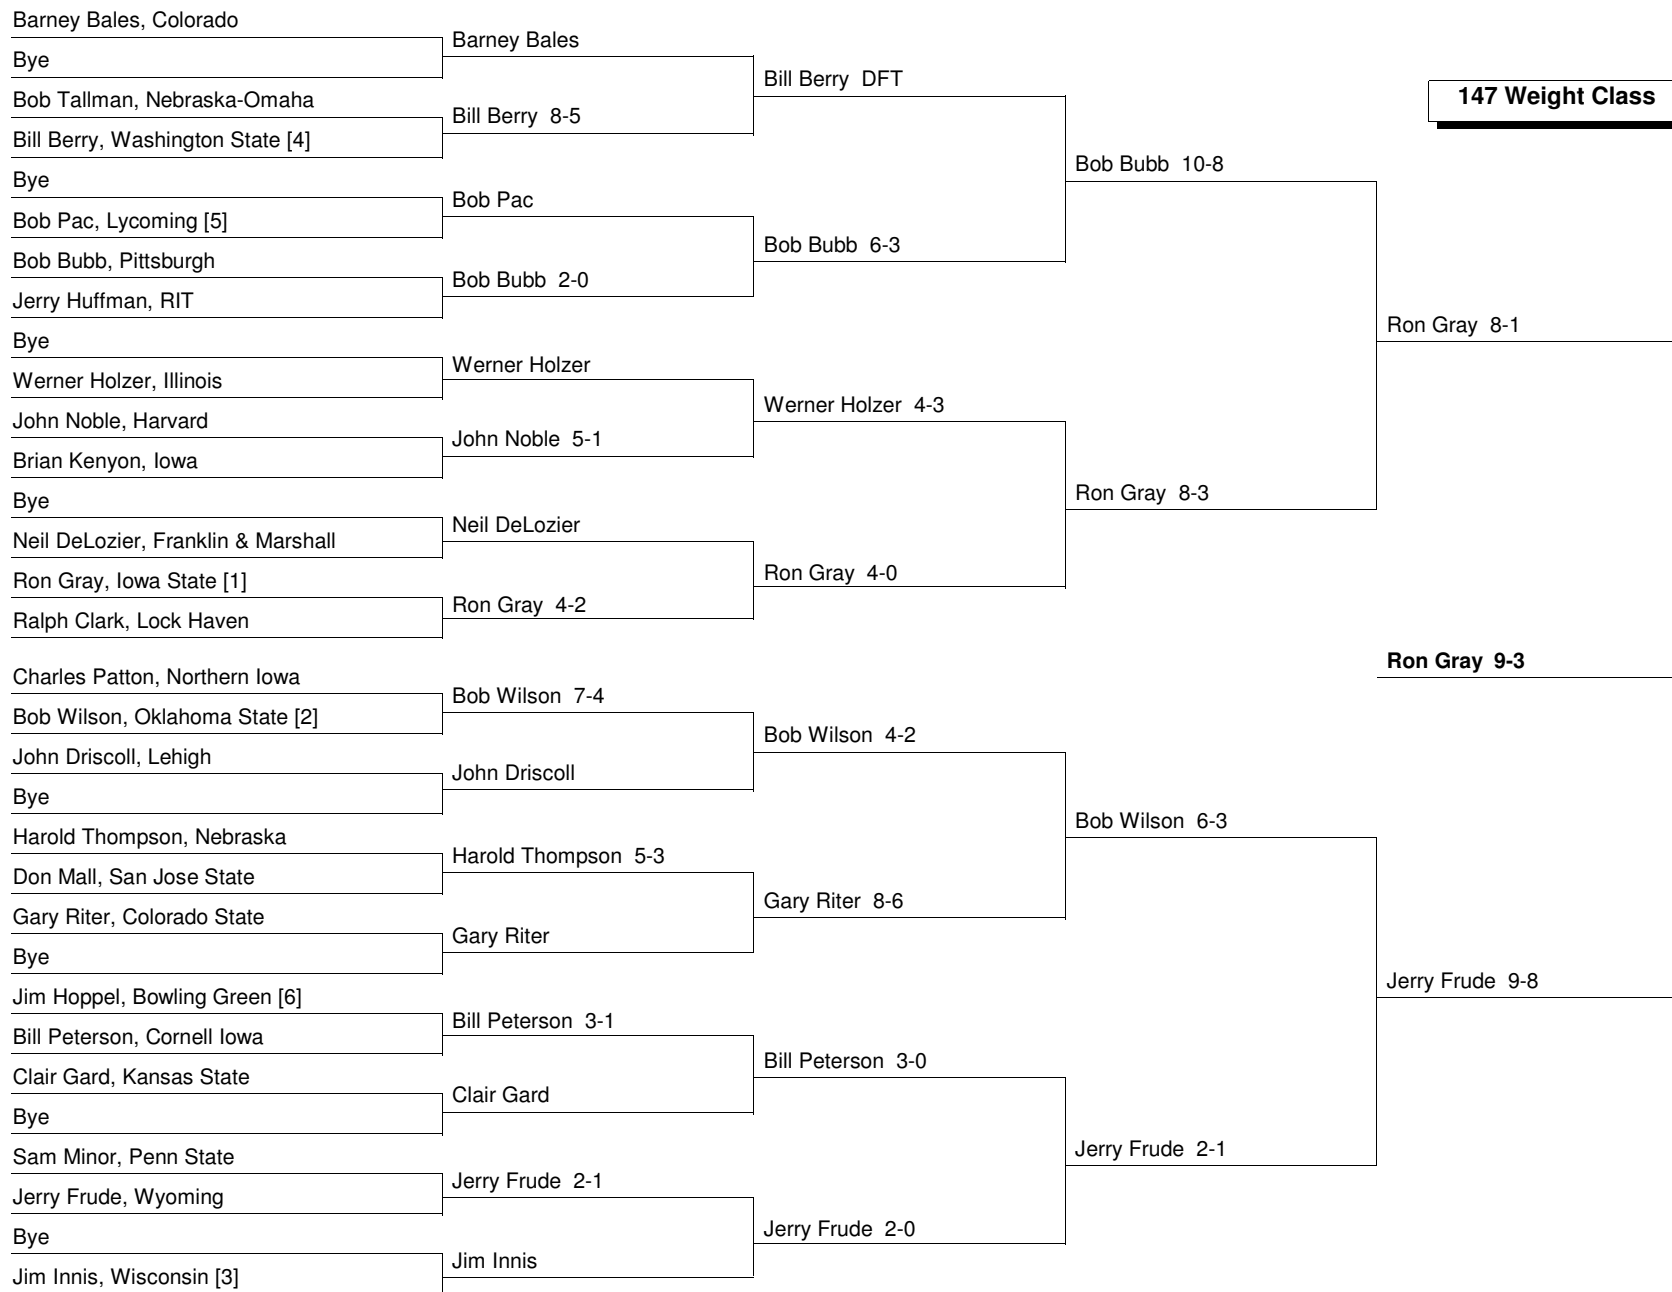 Barney Bales, Colorado
Bye
Bob Tallman, Nebraska-Omaha
Bill Berry, Washington State [4]
Bye
Bob Pac, Lycoming [5]
Bob Bubb, Pittsburgh
Jerry Huffman, RIT
Bye
Werner Holzer, Illinois
John Noble, Harvard
Brian Kenyon, Iowa
Bye
Neil DeLozier, Franklin & Marshall
Ron Gray, Iowa State [1]
Ralph Clark, Lock Haven
Charles Patton, Northern Iowa
Bob Wilson, Oklahoma State [2]
John Driscoll, Lehigh
Bye
Harold Thompson, Nebraska
Don Mall, San Jose State
Gary Riter, Colorado State
Bye
Jim Hoppel, Bowling Green [6]
Bill Peterson, Cornell Iowa
Clair Gard, Kansas State
Bye
Sam Minor, Penn State
Jerry Frude, Wyoming
Bye
Jim Innis, Wisconsin [3]
Barney Bales
Bill Berry 8-5
Bob Pac
Bob Bubb 2-0
Werner Holzer
John Noble 5-1
Neil DeLozier
Ron Gray 4-2
Bob Wilson 7-4
John Driscoll
Harold Thompson 5-3
Gary Riter
Bill Peterson 3-1
Clair Gard
Jerry Frude 2-1
Jim Innis
Bill Berry DFT
Bob Bubb 6-3
Werner Holzer 4-3
Ron Gray 4-0
Bob Wilson 4-2
Gary Riter 8-6
Bill Peterson 3-0
Jerry Frude 2-0
Bob Bubb 10-8
Ron Gray 8-3
Bob Wilson 6-3
Jerry Frude 2-1
147 Weight Class
Ron Gray 8-1
Ron Gray 9-3
Jerry Frude 9-8